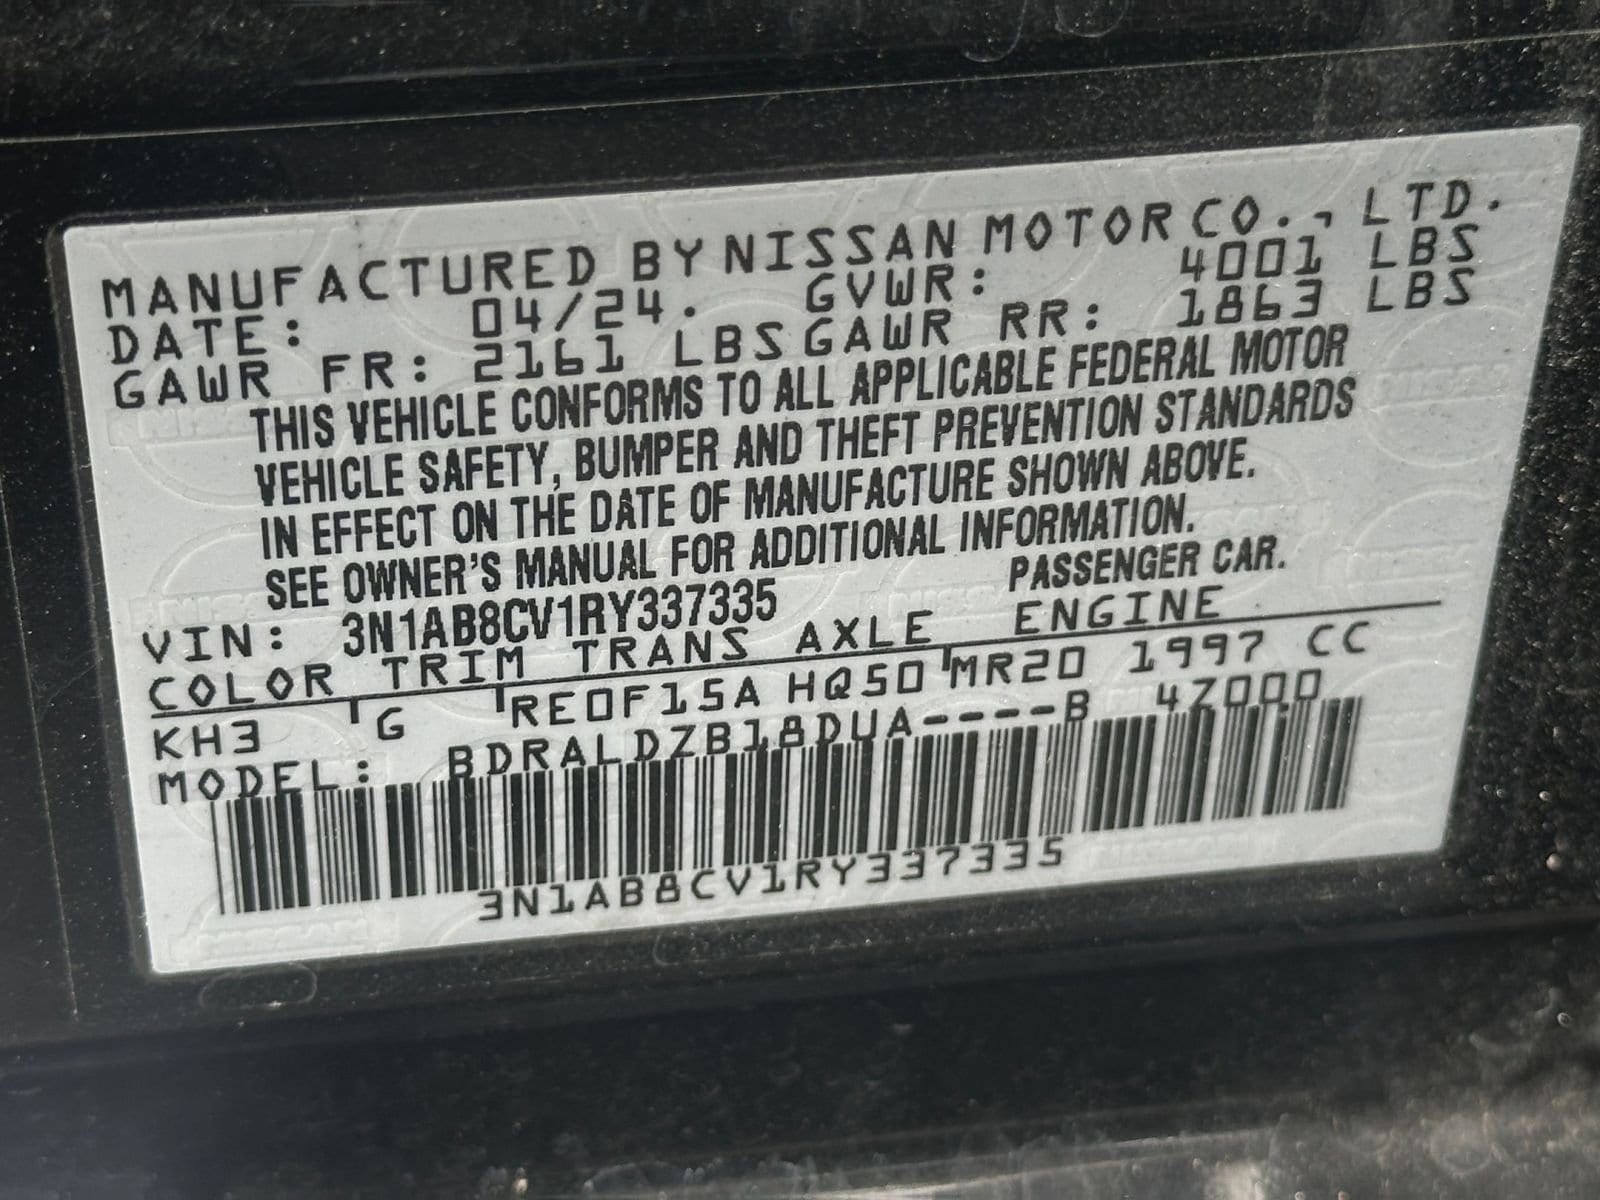 MANUFACTURED BY NISSAN MOTOR CO., LTD.
DATE: 04/24. GVWR: 4001 LBS
GAWR FR: 2161 LBS GAWR RR: 1863 LBS
THIS VEHICLE CONFORMS TO ALL APPLICABLE FEDERAL MOTOR
VEHICLE SAFETY, BUMPER AND THEFT PREVENTION STANDARDS
IN EFFECT ON THE DATE OF MANUFACTURE SHOWN ABOVE.
SEE OWNER'S MANUAL FOR ADDITIONAL INFORMATION.
VIN: 3N1AB8CV1RY337335 PASSENGER CAR.
COLOR TRIM TRANS AXLE ENGINE
KH3 G RE0F15A HQ50 MR20 1997 CC
MODEL: BDRALDZB18DUA----B 4Z000
3N1AB8CV1RY337335